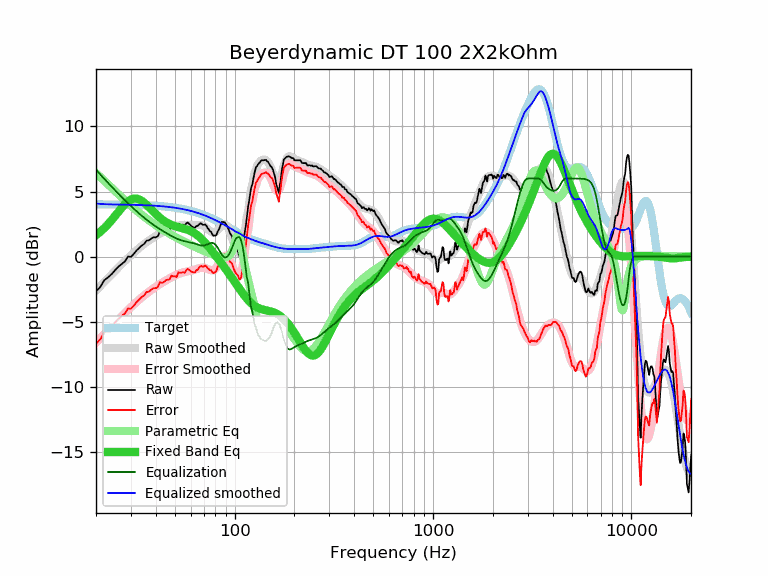 Beyerdynamic DT 100 2X2kOhm
10
5
0
−5
−10
−15
Amplitude (dBr)
Target
Raw Smoothed
Error Smoothed
Raw
Error
Parametric Eq
Fixed Band Eq
Equalization
Equalized smoothed
100
1000
10000
Frequency (Hz)